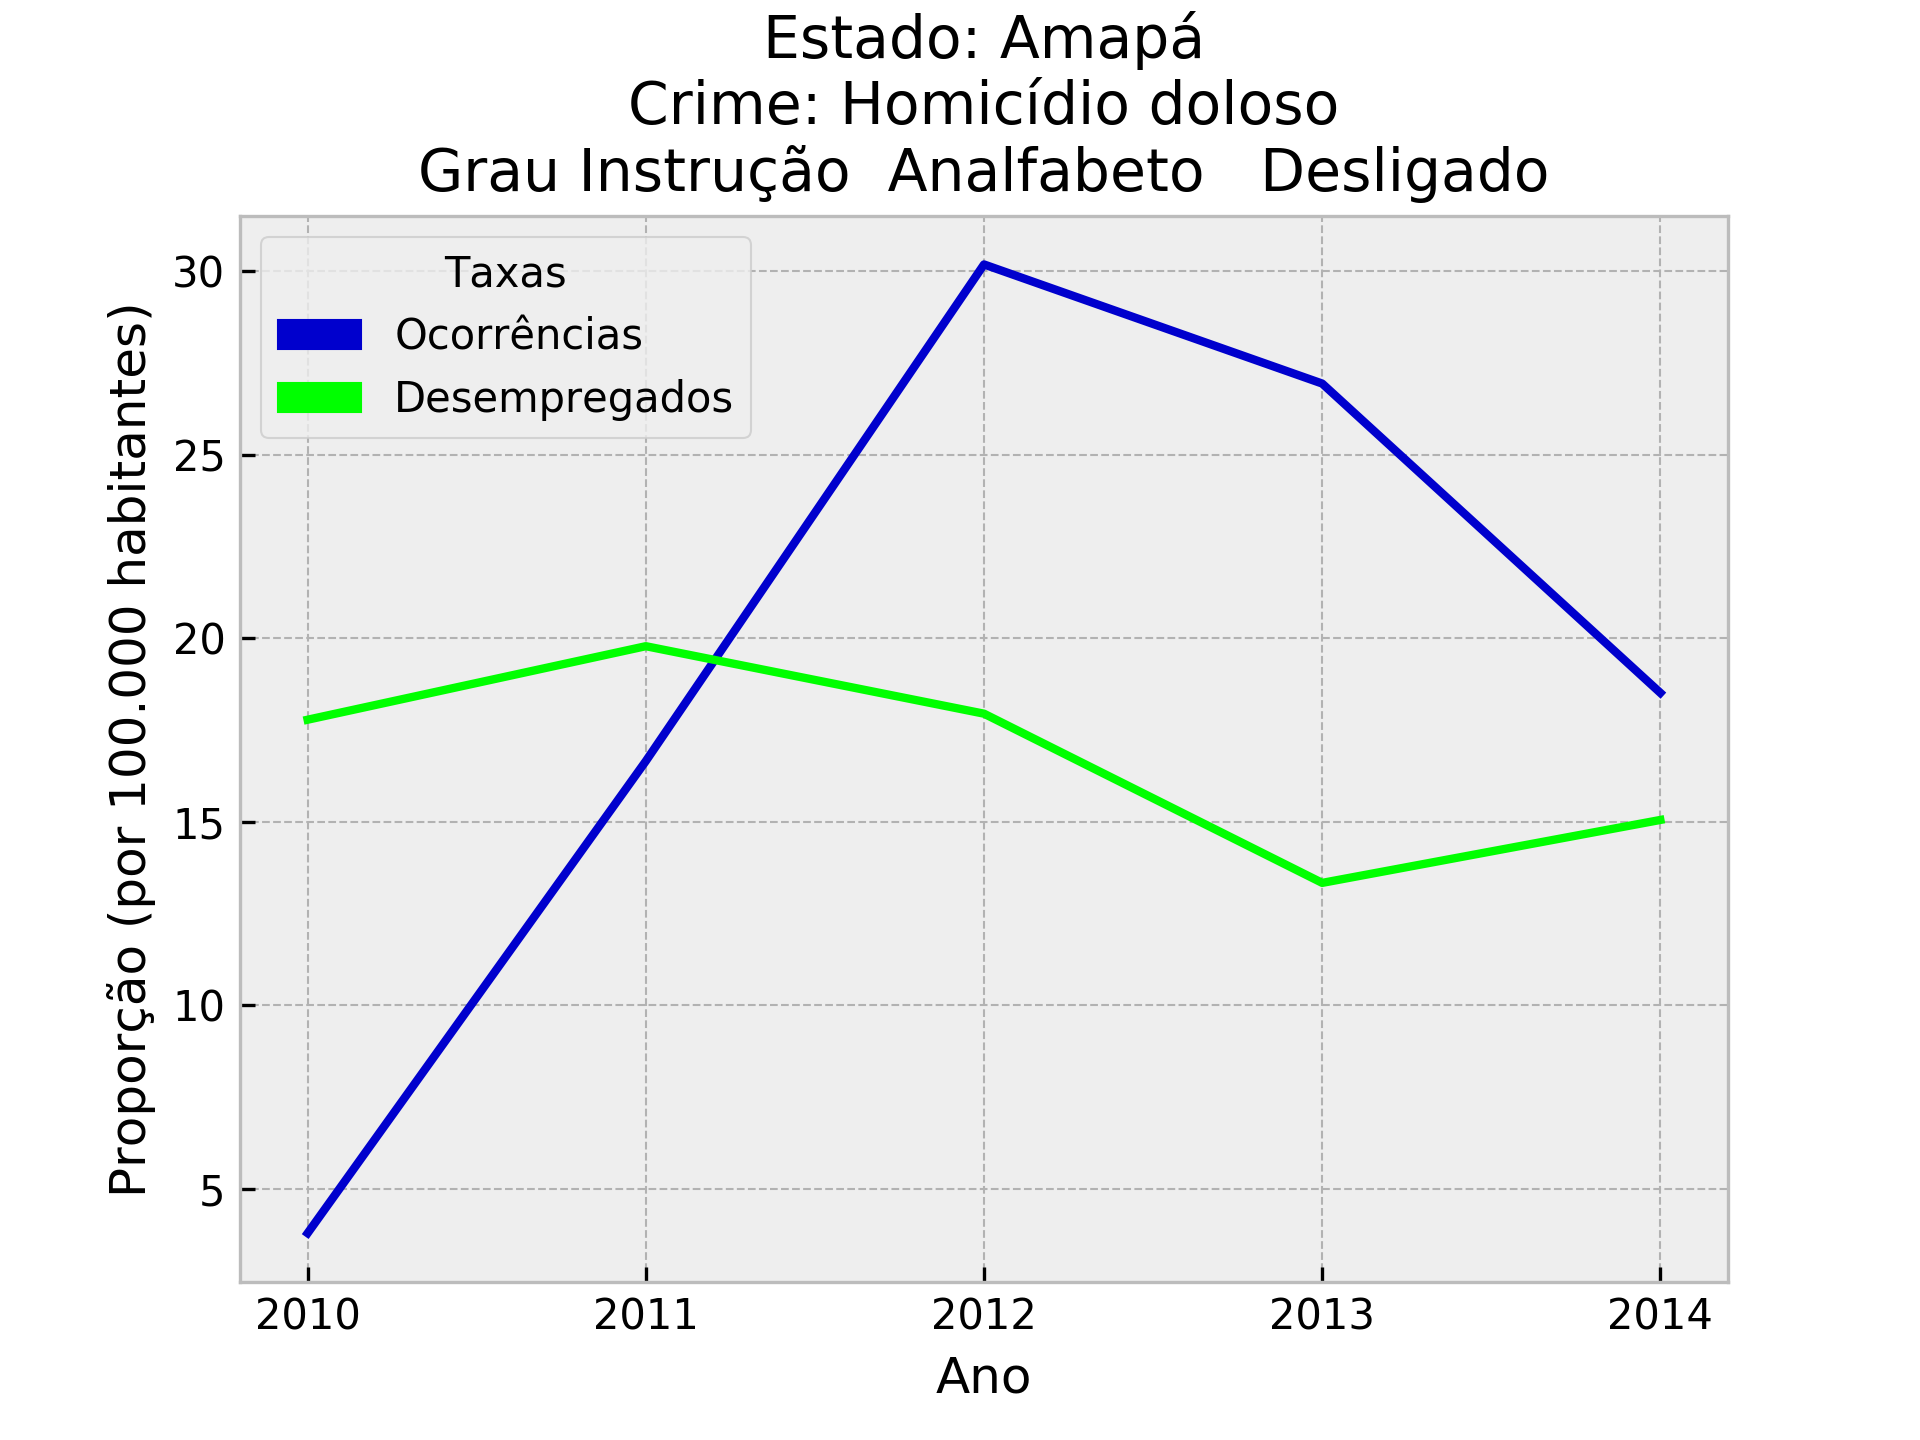 Estado: Amapá
Crime: Homicídio doloso
Grau Instrução  Analfabeto   Desligado
Taxas
Ocorrências
Desempregados
Proporção (por 100.000 habitantes)
30
25
20
15
10
5
2010 2011 2012 2013 2014
Ano